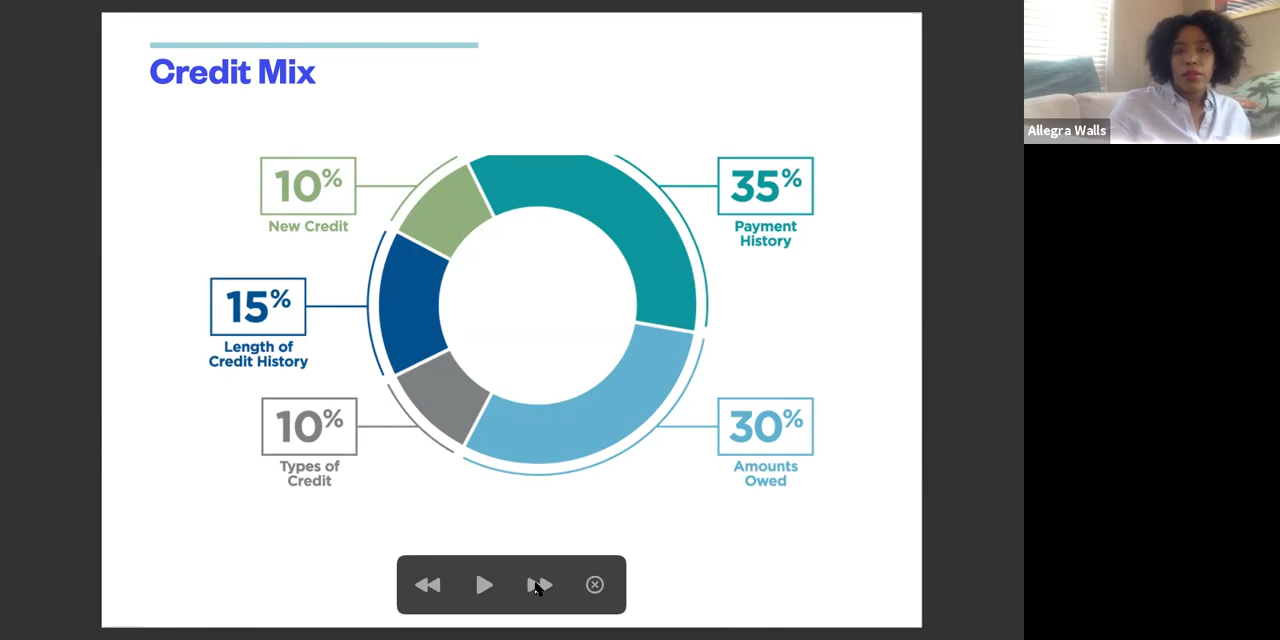 Credit Mix
Allegra Walls
10%
New Credit
35%
Payment
History
15%
Length of
Credit History
10%
Types of
Credit
30%
Amounts
Owed